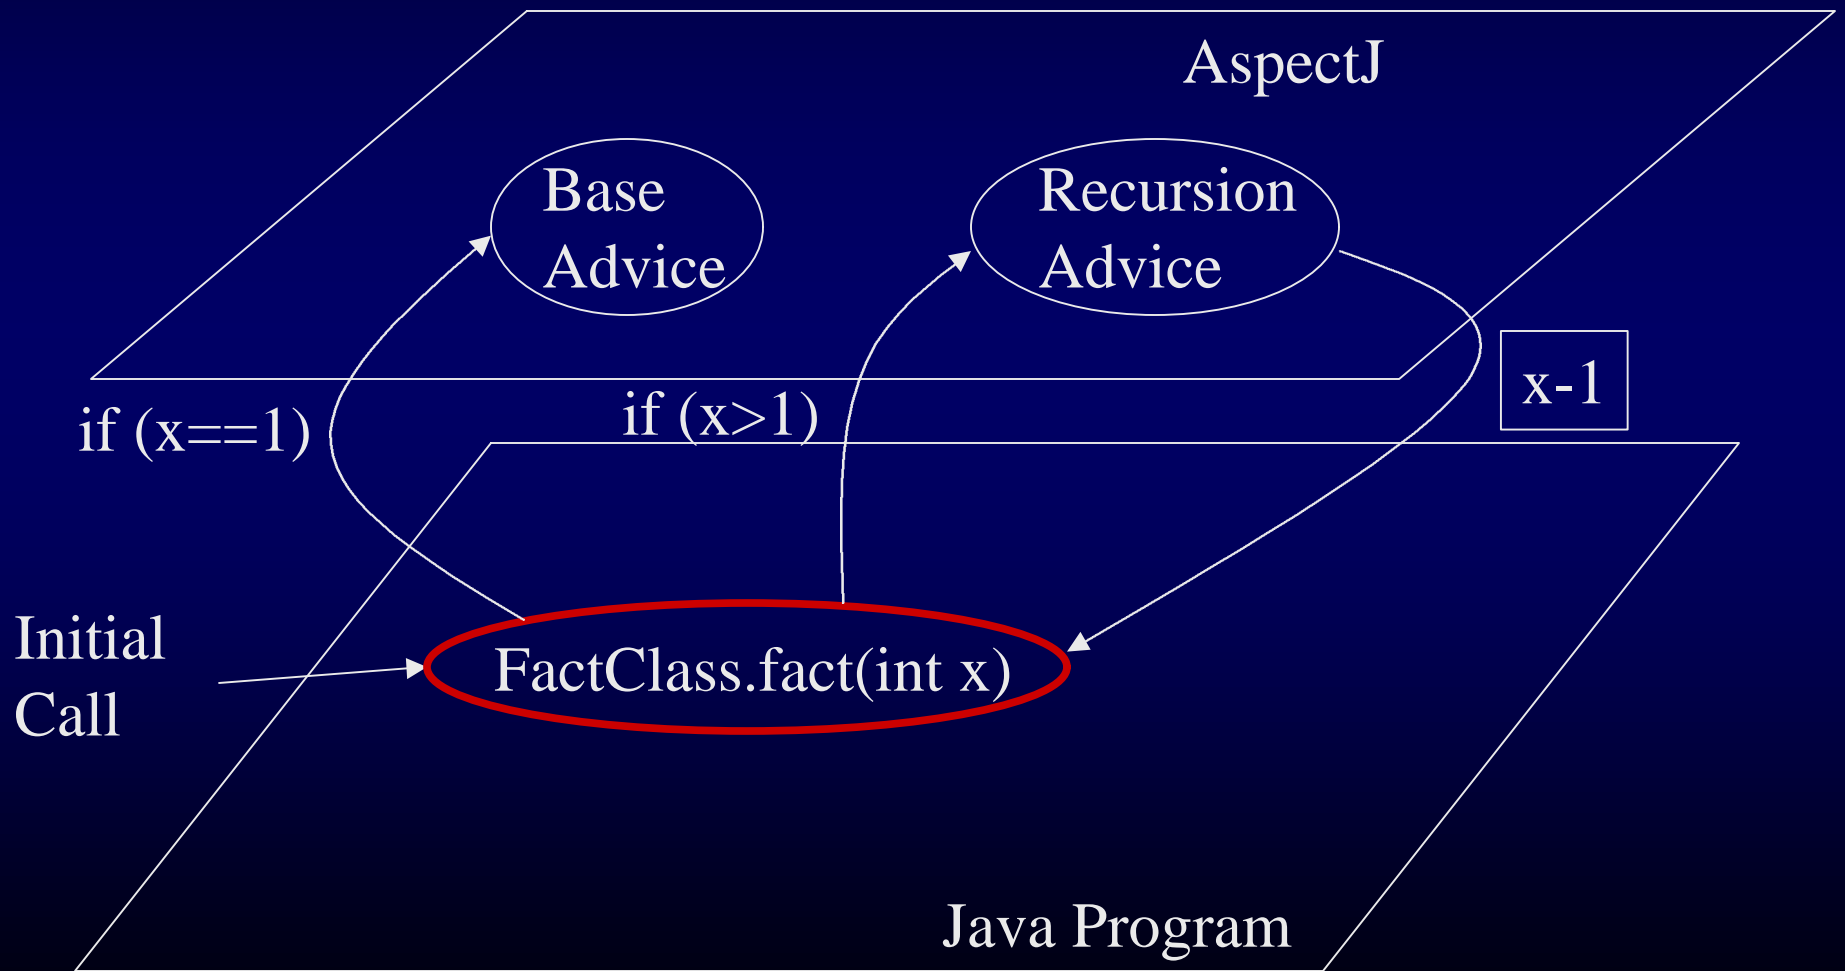 AspectJ
Base
Advice
Recursion
Advice
x-1
if (x==1)
if (x>1)
Initial
Call
FactClass.fact(int x)
Java Program